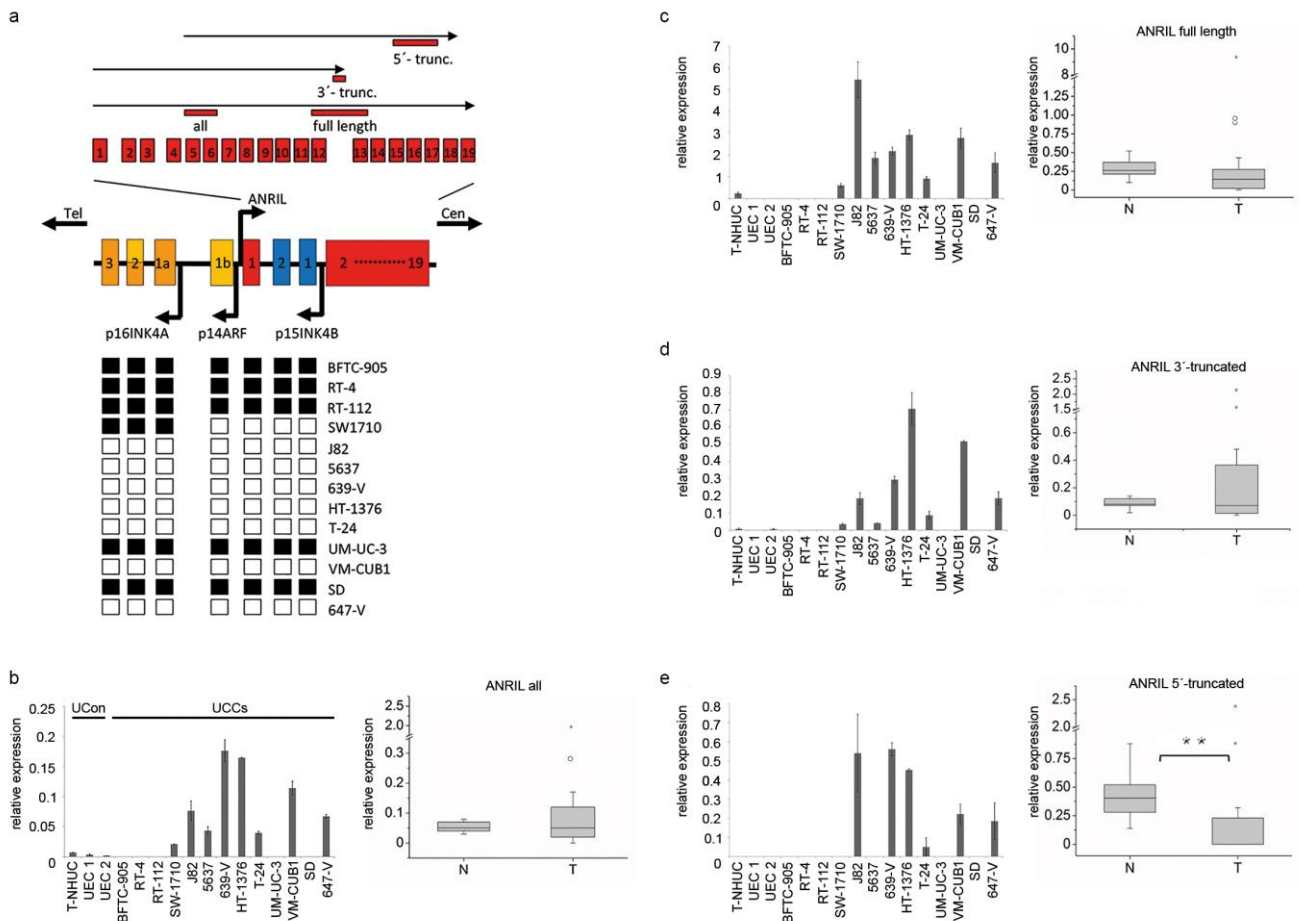 a
5´- trunc.
3´- trunc.
all
full length
1 2 3 4 5 6 7 8 9 10 11 12 13 14 15 16 17 18 19
ANRIL
Tel
Cen
3 2 1a 1b 1 2 1 2 ············ 19
p16INK4A p14ARF p15INK4B
BFTC-905
RT-4
RT-112
SW1710
J82
5637
639-V
HT-1376
T-24
UM-UC-3
VM-CUB1
SD
647-V
b
UCon
UCCs
relative expression
0.25
0.2
0.15
0.1
0.05
0
T-NHUC
UEC 1
UEC 2
BFTC-905
RT-4
RT-112
SW-1710
J82
5637
639-V
HT-1376
T-24
UM-UC-3
VM-CUB1
SD
647-V
ANRIL all
relative expression
2.5
2.0
0.3
0.2
0.1
0
N
T
c
relative expression
7
6
5
4
3
2
1
0
T-NHUC
UEC 1
UEC 2
BFTC-905
RT-4
RT-112
SW-1710
J82
5637
639-V
HT-1376
T-24
UM-UC-3
VM-CUB1
SD
647-V
ANRIL full length
relative expression
10
8
1.00
0.75
0.50
0.25
0
N
T
d
relative expression
0.9
0.8
0.7
0.6
0.5
0.4
0.3
0.2
0.1
0
T-NHUC
UEC 1
UEC 2
BFTC-905
RT-4
RT-112
SW-1710
J82
5637
639-V
HT-1376
T-24
UM-UC-3
VM-CUB1
SD
647-V
ANRIL 3´-truncated
relative expression
2.5
2.0
1.5
0.8
0.4
0.2
0
N
T
e
relative expression
0.8
0.7
0.6
0.5
0.4
0.3
0.2
0.1
0
T-NHUC
UEC 1
UEC 2
BFTC-905
RT-4
RT-112
SW-1710
J82
5637
639-V
HT-1376
T-24
UM-UC-3
VM-CUB1
SD
647-V
ANRIL 5´-truncated
relative expression
2.5
2.0
0.75
0.50
0.25
0
**
N
T